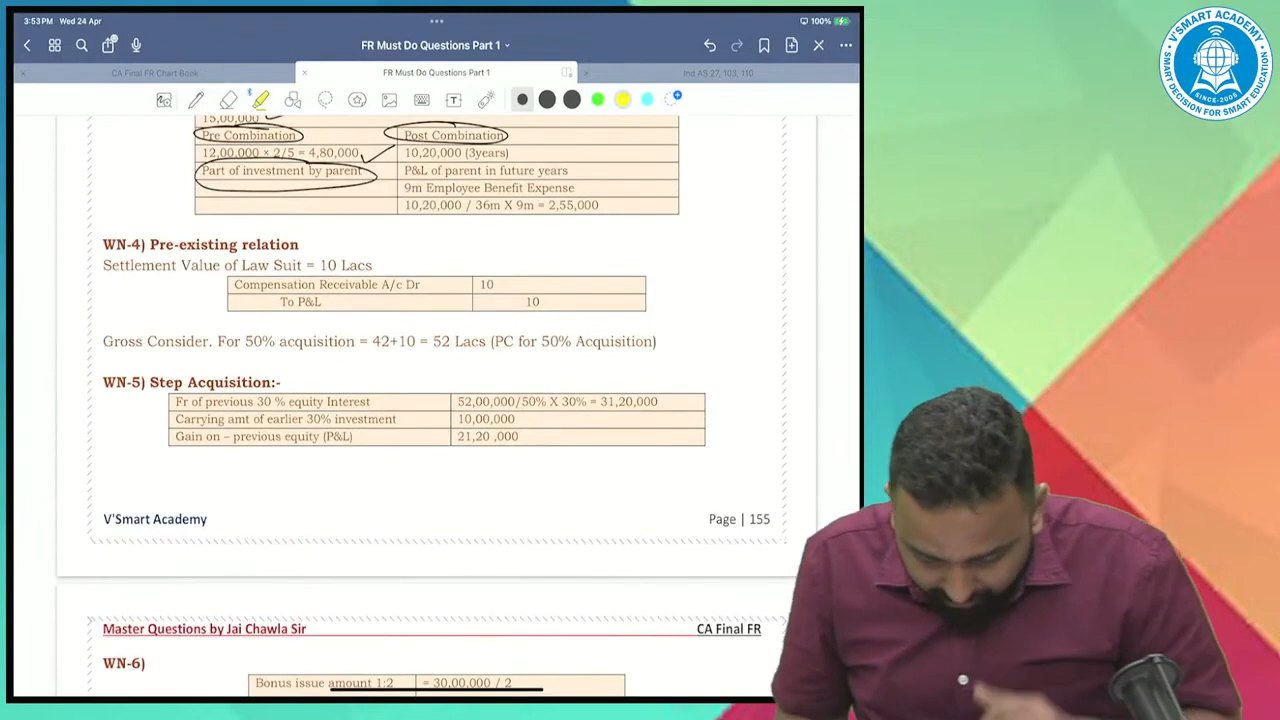 3:53 PM Wed 24 Apr
100%
FR Must Do Questions Part 1
CA Final FR Chart Book
FR Must Do Questions Part 1
Ind AS 27, 103, 110
15,00,000
Pre Combination Post Combination
12,00,000 × 2/5 = 4,80,000 10,20,000 (3years)
Part of investment by parent P&L of parent in future years
9m Employee Benefit Expense
10,20,000 / 36m X 9m = 2,55,000
WN-4) Pre-existing relation
Settlement Value of Law Suit = 10 Lacs
Compensation Receivable A/c Dr 10
To P&L 10
Gross Consider. For 50% acquisition = 42+10 = 52 Lacs (PC for 50% Acquisition)
WN-5) Step Acquisition:-
Fr of previous 30 % equity Interest 52,00,000/50% X 30% = 31,20,000
Carrying amt of earlier 30% investment 10,00,000
Gain on – previous equity (P&L) 21,20 ,000
V'Smart Academy Page | 155
Master Questions by Jai Chawla Sir CA Final FR
WN-6)
Bonus issue amount 1:2 = 30,00,000 / 2
V'SMART ACADEMY
SINCE-2008
SMART DECISION FOR SMART EDUCATION